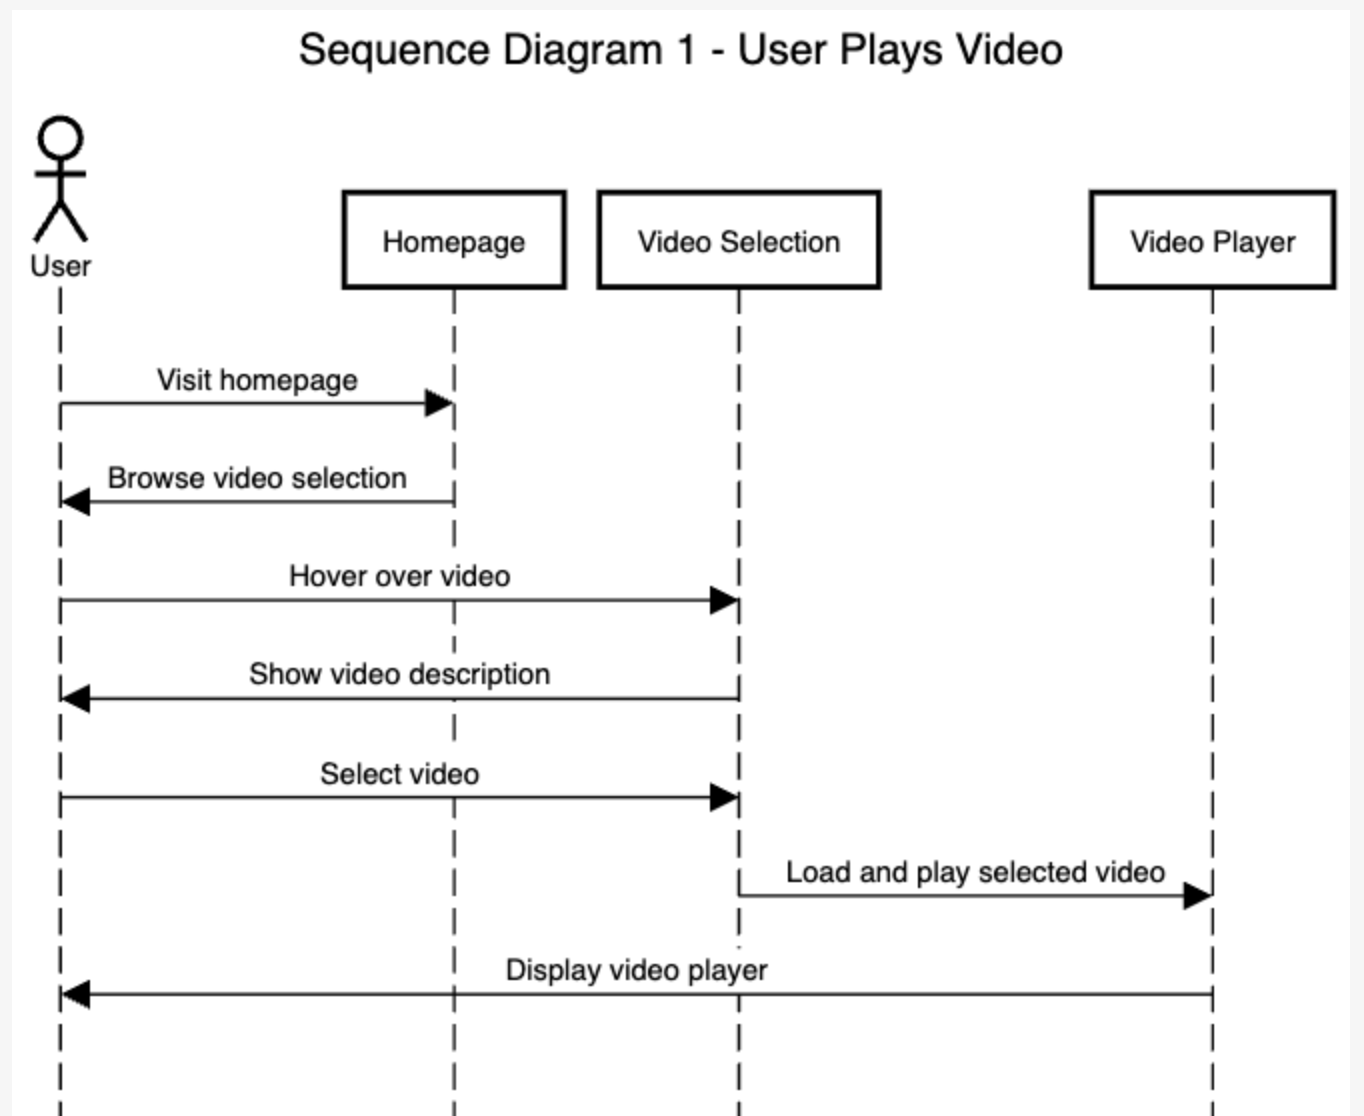 Sequence Diagram 1 - User Plays Video
User
Homepage
Video Selection
Video Player
Visit homepage
Browse video selection
Hover over video
Show video description
Select video
Load and play selected video
Display video player